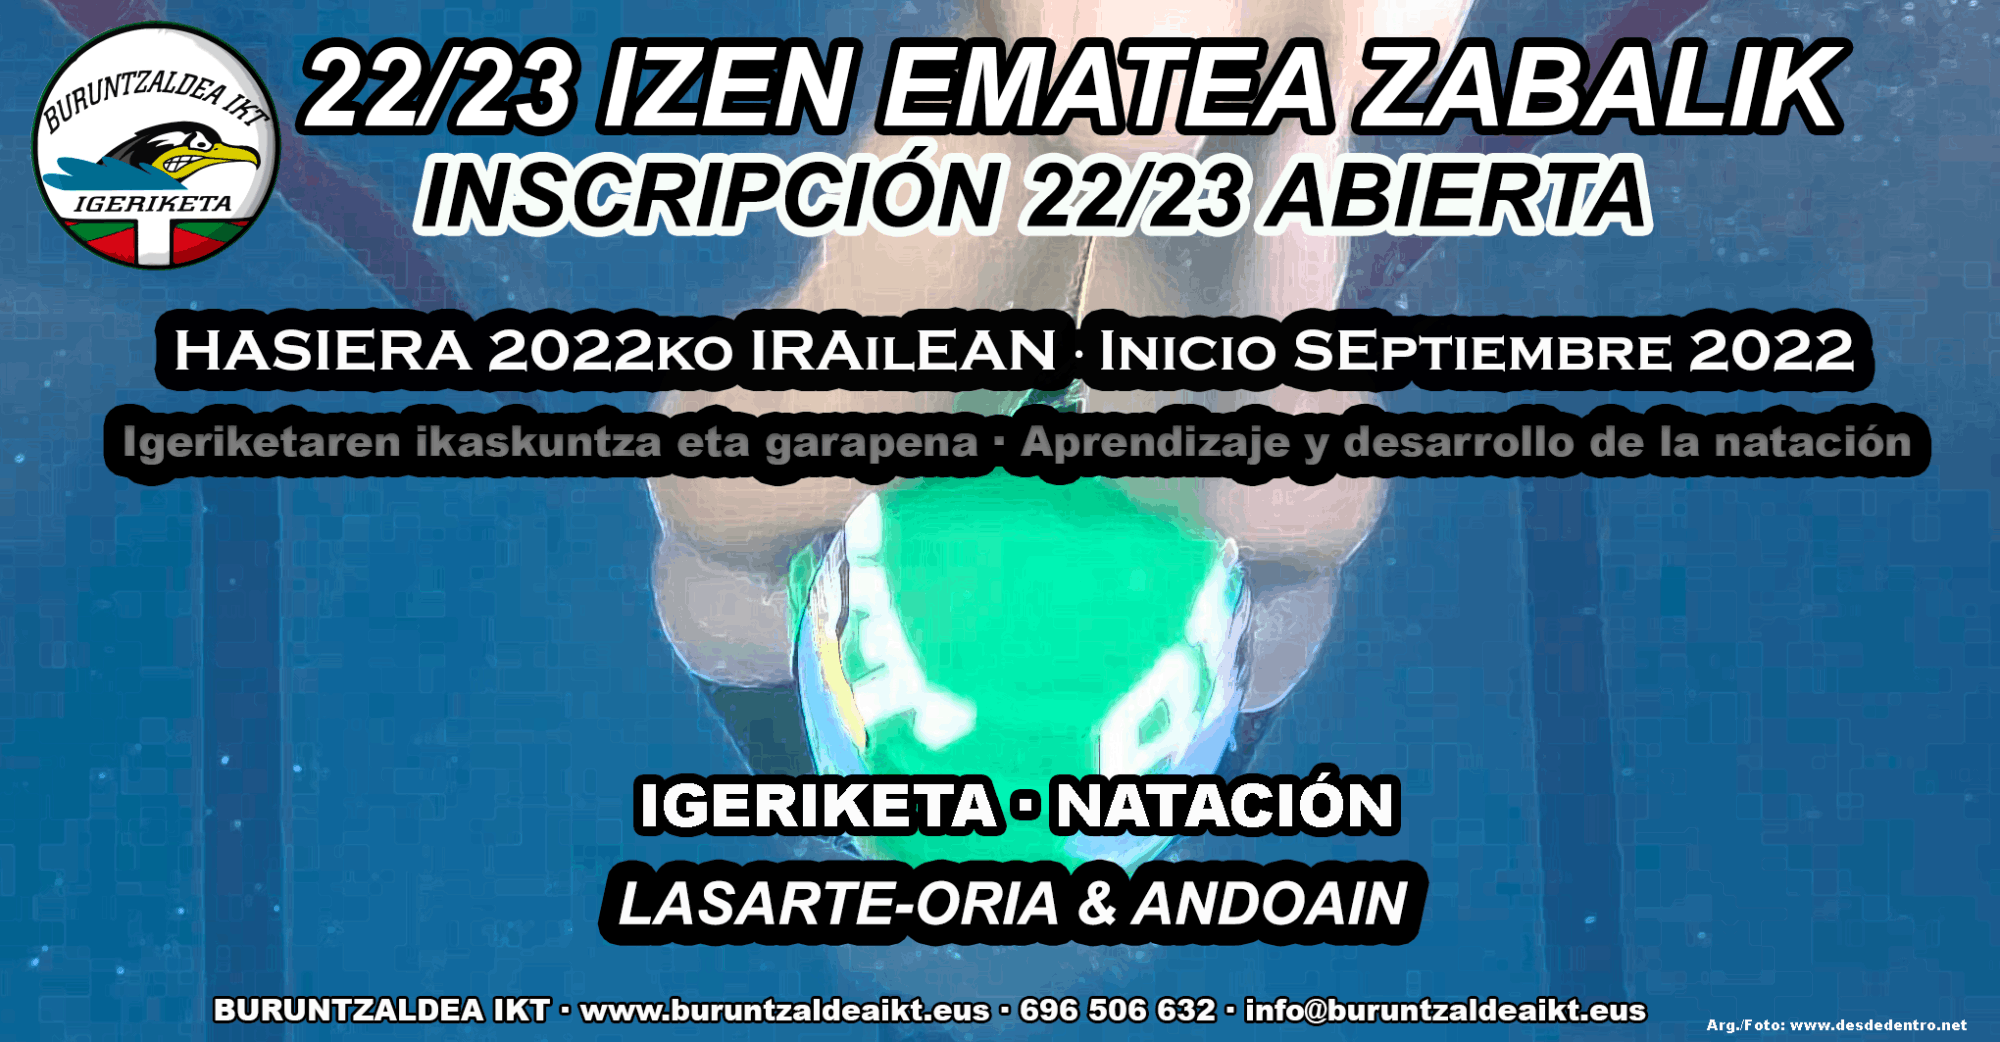 BURUNTZALDEA IKT
IGERIKETA
22/23 IZEN EMATEA ZABALIK
INSCRIPCIÓN 22/23 ABIERTA
HASIERA 2022KO IRAILEAN · INICIO SEPTIEMBRE 2022
Igeriketaren ikaskuntza eta garapena · Aprendizaje y desarrollo de la natación
IGERIKETA · NATACIÓN
LASARTE-ORIA & ANDOAIN
BURUNTZALDEA IKT · www.buruntzaldeaikt.eus · 696 506 632 · info@buruntzaldeaikt.eus
Arg./Foto: www.desdedentro.net